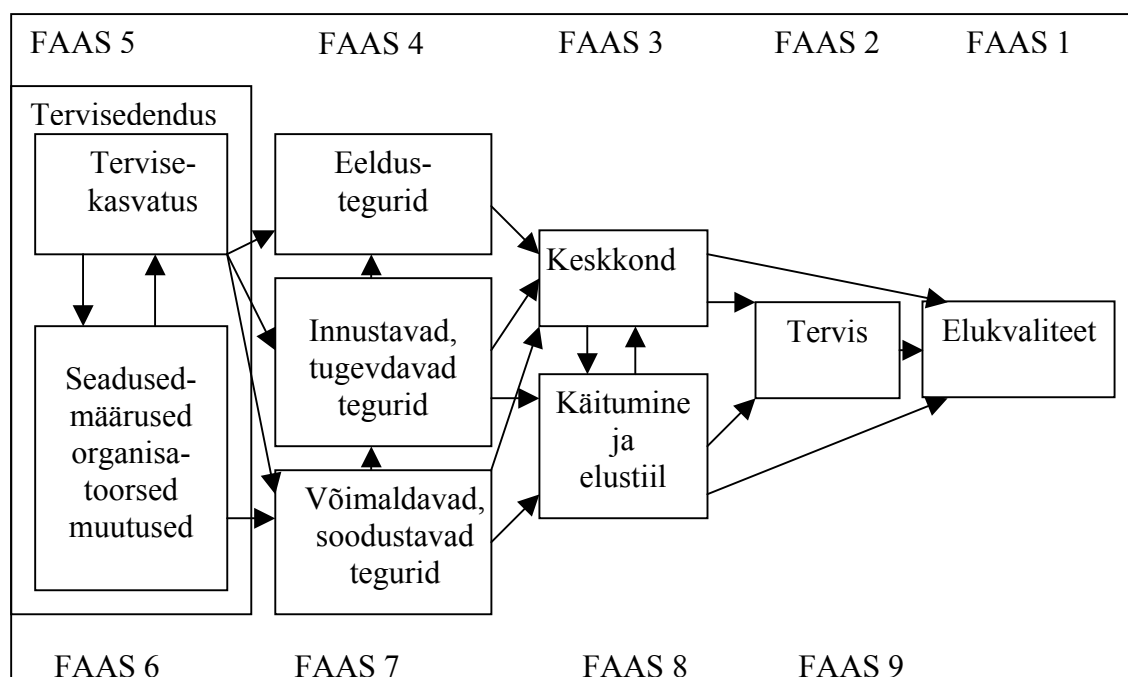 FAAS 5 FAAS 4 FAAS 3 FAAS 2 FAAS 1
Tervisedendus
Tervise-
kasvatus
Seadused-
määrused
organisa-
toorsed
muutused
Eeldus-
tegurid
Innustavad,
tugevdavad
tegurid
Võimaldavad,
soodustavad
tegurid
Keskkond
Käitumine
ja
elustiil
Tervis
Elukvaliteet
FAAS 6 FAAS 7 FAAS 8 FAAS 9